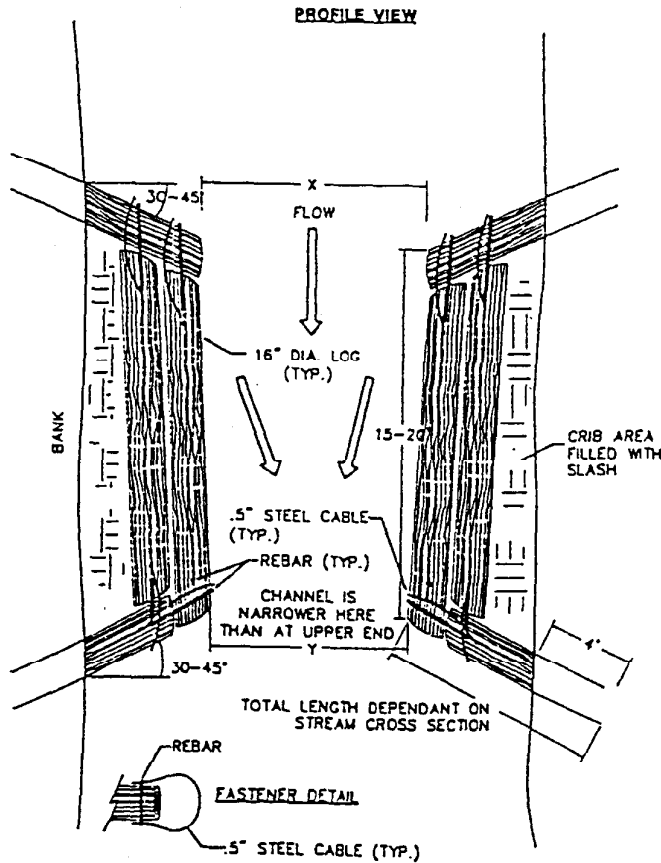 PROFILE VIEW
30-45
X
FLOW
16" DIA. LOG
(TYP.)
BANK
15-20
CRIB AREA
FILLED WITH
SLASH
.5" STEEL CABLE
(TYP.)
REBAR (TYP.)
CHANNEL IS
NARROWER HERE
THAN AT UPPER END
Y
30-45°
4"
TOTAL LENGTH DEPENDANT ON
STREAM CROSS SECTION
REBAR
FASTENER DETAIL
.5" STEEL CABLE (TYP.)